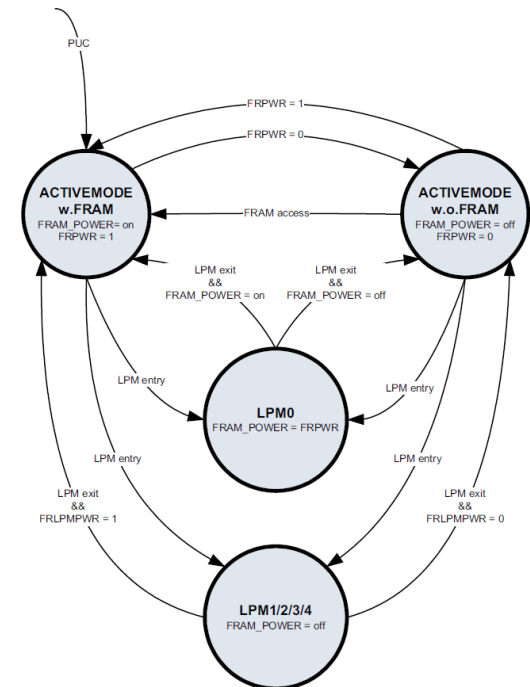 PUC
FRPWR = 1
FRPWR = 0
ACTIVEMODE
w.FRAM
FRAM_POWER= on
FRPWR = 1
ACTIVEMODE
w.o.FRAM
FRAM_POWER = off
FRPWR = 0
FRAM access
LPM exit
&&
FRAM_POWER = on
LPM exit
&&
FRAM_POWER = off
LPM entry
LPM entry
LPM0
FRAM_POWER = FRPWR
LPM entry
LPM entry
LPM exit
&&
FRLPMPWR = 1
LPM exit
&&
FRLPMPWR = 0
LPM1/2/3/4
FRAM_POWER = off